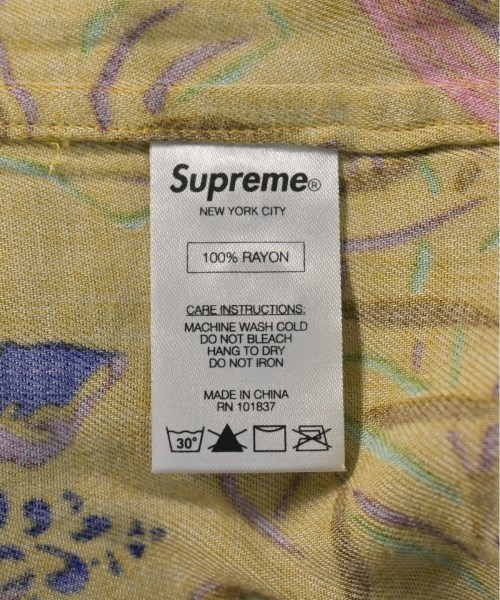 Supreme®
NEW YORK CITY
100% RAYON
CARE INSTRUCTIONS:
MACHINE WASH COLD
DO NOT BLEACH
HANG TO DRY
DO NOT IRON
MADE IN CHINA
RN 101837
30°